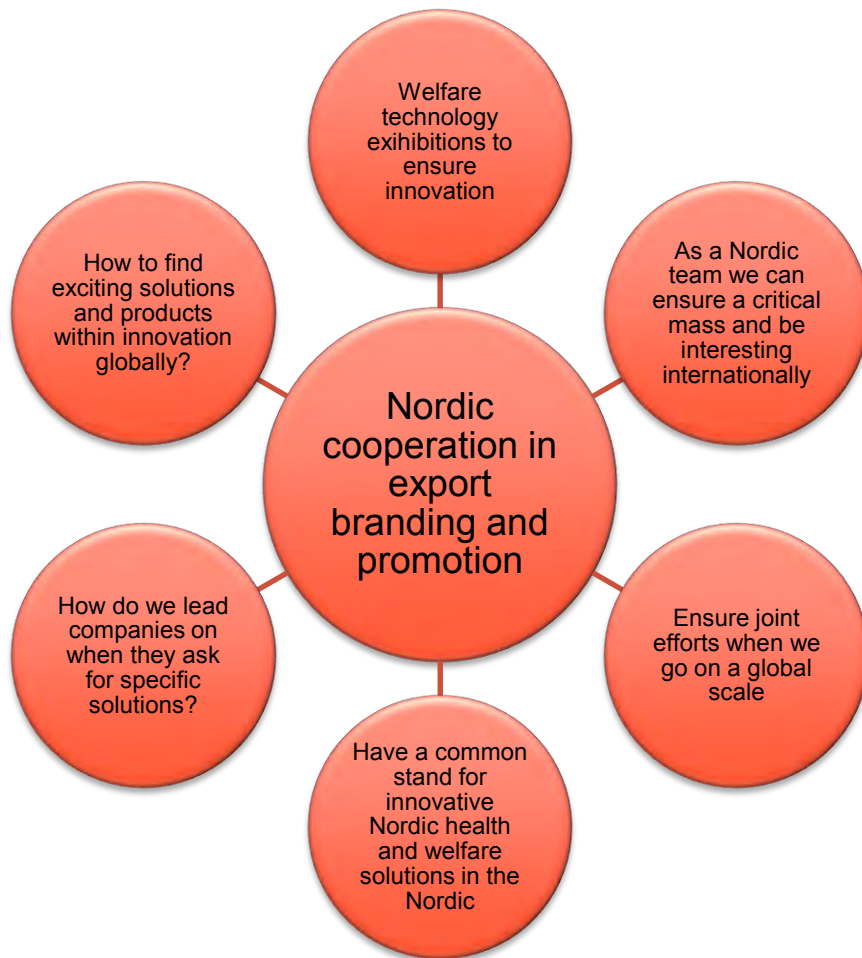 Welfare
technology
exihibitions to
ensure
innovation
As a Nordic
team we can
ensure a critical
mass and be
interesting
internationally
Ensure joint
efforts when we
go on a global
scale
Have a common
stand for
innovative
Nordic health
and welfare
solutions in the
Nordic
How do we lead
companies on
when they ask
for specific
solutions?
How to find
exciting solutions
and products
within innovation
globally?
Nordic
cooperation in
export
branding and
promotion